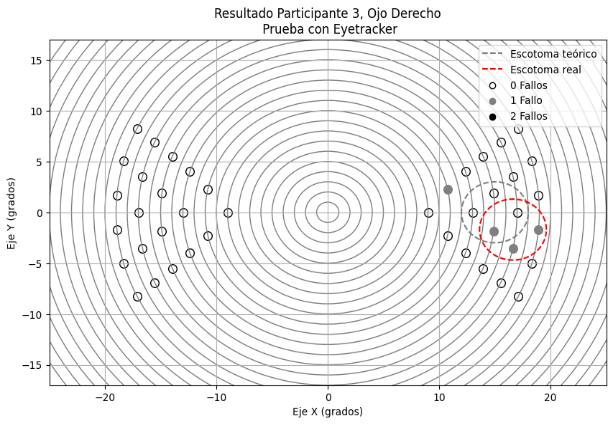 Resultado Participante 3, Ojo Derecho
Prueba con Eyetracker
Escotoma teórico
Escotoma real
0 Fallos
1 Fallo
2 Fallos
15
10
5
0
−5
−10
−15
Eje Y (grados)
−20
−10
0
10
20
Eje X (grados)